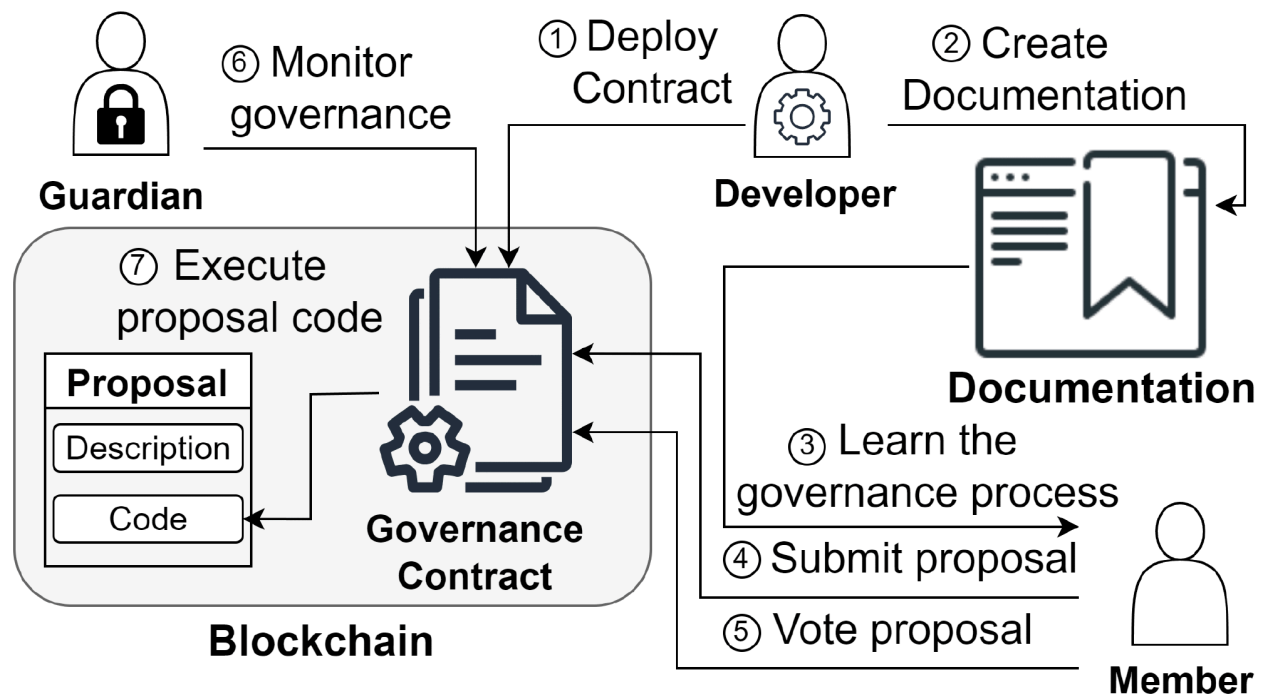 ① Deploy
Contract
② Create
Documentation
⑥ Monitor
governance
Guardian
Developer
⑦ Execute
proposal code
Proposal
Description
Code
Governance
Contract
Blockchain
Documentation
③ Learn the
governance process
④ Submit proposal
⑤ Vote proposal
Member